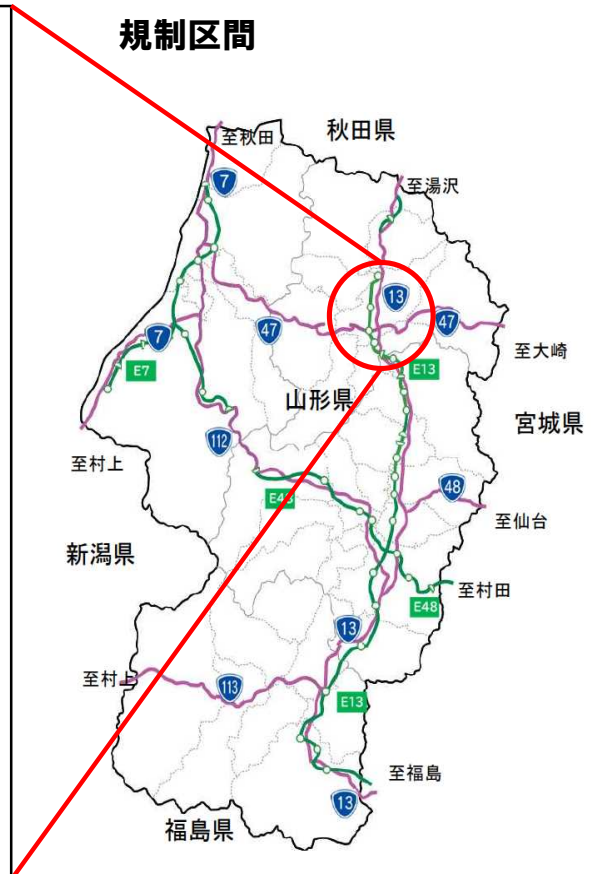 規制区間
秋田県
至秋田
至湯沢
7
13
47
47
7
至大崎
E7
E13
山形県
宮城県
112
至村上
48
E48
至仙台
新潟県
至村田
E48
13
至村上
113
E13
至福島
13
福島県